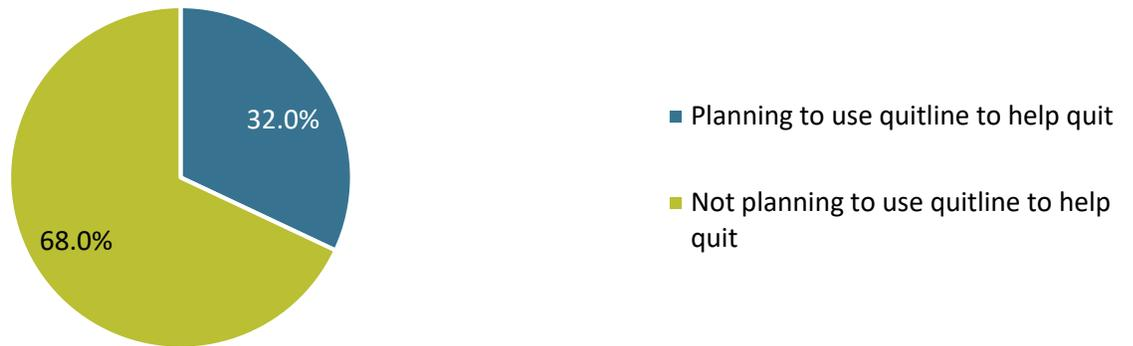 32.0%
68.0%
Planning to use quitline to help quit
Not planning to use quitline to help
quit